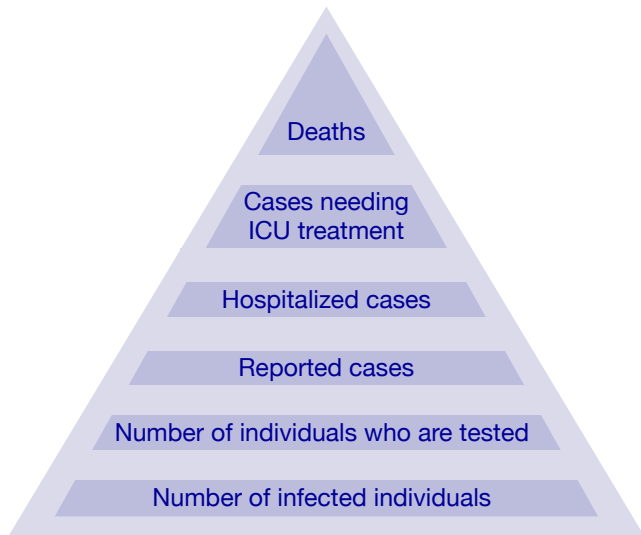 Deaths
Cases needing
ICU treatment
Hospitalized cases
Reported cases
Number of individuals who are tested
Number of infected individuals